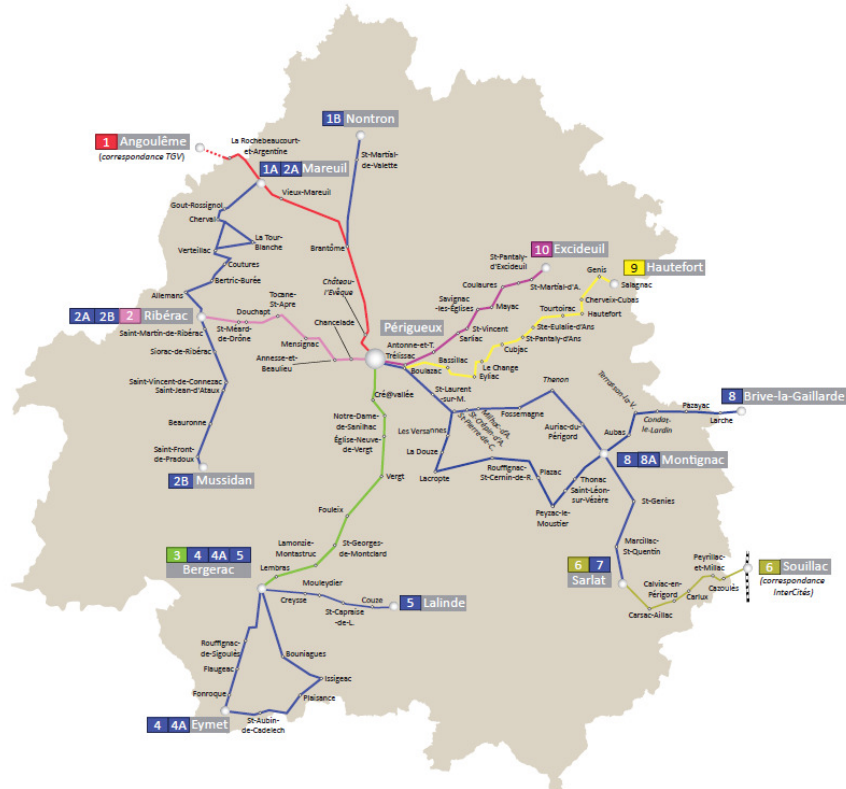 1B Nontron
1 Angoulême
(correspondance TGV)
La Rochebeaucourt-
et-Argentine
St-Martial-
de-Valette
1A 2A Mareuil
Vieux-Mareuil
Gout-Rossignol
Cherval
La Tour-
Blanche
Verteillac
Brantôme
Coutures
Bertric-Burée
Château-
l'Evêque
Allemans
10 Excideuil
St-Pantaly-
d'Excideuil
9 Hautefort
Genis
Salagnac
Coulaures
St-Martial-d'A.
Cherveix-Cubas
Savignac
-les-Églises
Mayac
Tourtoirac
Hautefort
2A 2B 2 Ribérac
Tocane-
St-Apre
Douchapt
Saint-Martin-de-Ribérac
St-Méard-
de-Drône
Chancelade
Périgueux
St-Vincent
Sarliac
Ste-Eulalie-d'Ans
St-Pantaly-d'Ans
Mensignac
Antonne-et-T.
Trélissac
Cubjac
Siorac-de-Ribérac
Annesse-et-
Beaulieu
Boulazac
Bassillac
Le Change
Eyliac
Saint-Vincent-de-Connezac
Saint-Jean-d'Ataux
Cré@vallée
St-Laurent
-sur-M.
Thenon
Terrasson-la-V.
8 Brive-la-Gaillarde
Pazayac
Larche
Condat-
le-Lardin
Notre-Dame-
de-Sanilhac
Milhac-d'A.
St-Crépin-d'A.
St-Pierre-de-C.
Fossemagne
Beauronne
Église-Neuve-
de-Vergt
Les Versannes
Auriac-du-
Périgord
Aubas
La Douze
Saint-Front-
de-Pradoux
8 8A Montignac
2B Mussidan
Vergt
Lacropte
Rouffignac-
St-Cernin-de-R.
Plazac
Thonac
Saint-Léon-
sur-Vézère
Fouleix
Peyzac-le-
Moustier
St-Genies
Lamonzie-
Montastruc
St-Georges-
de-Montclard
Marcillac-
St-Quentin
3 4 4A 5
Bergerac
Lembras
6 7
Sarlat
Peyrillac-
et-Millac
6 Souillac
(correspondance
InterCités)
Mouleydier
Creysse
Couze
5 Lalinde
St-Capraise
-de-L.
Calviac-en-
Périgord
Carlux
Cazoulès
Carsac-Aillac
Rouffignac-
de-Sigoulès
Bouniagues
Flaugeac
Issigeac
Fonroque
Plaisance
4 4A Eymet
St-Aubin-
de-Cadelech